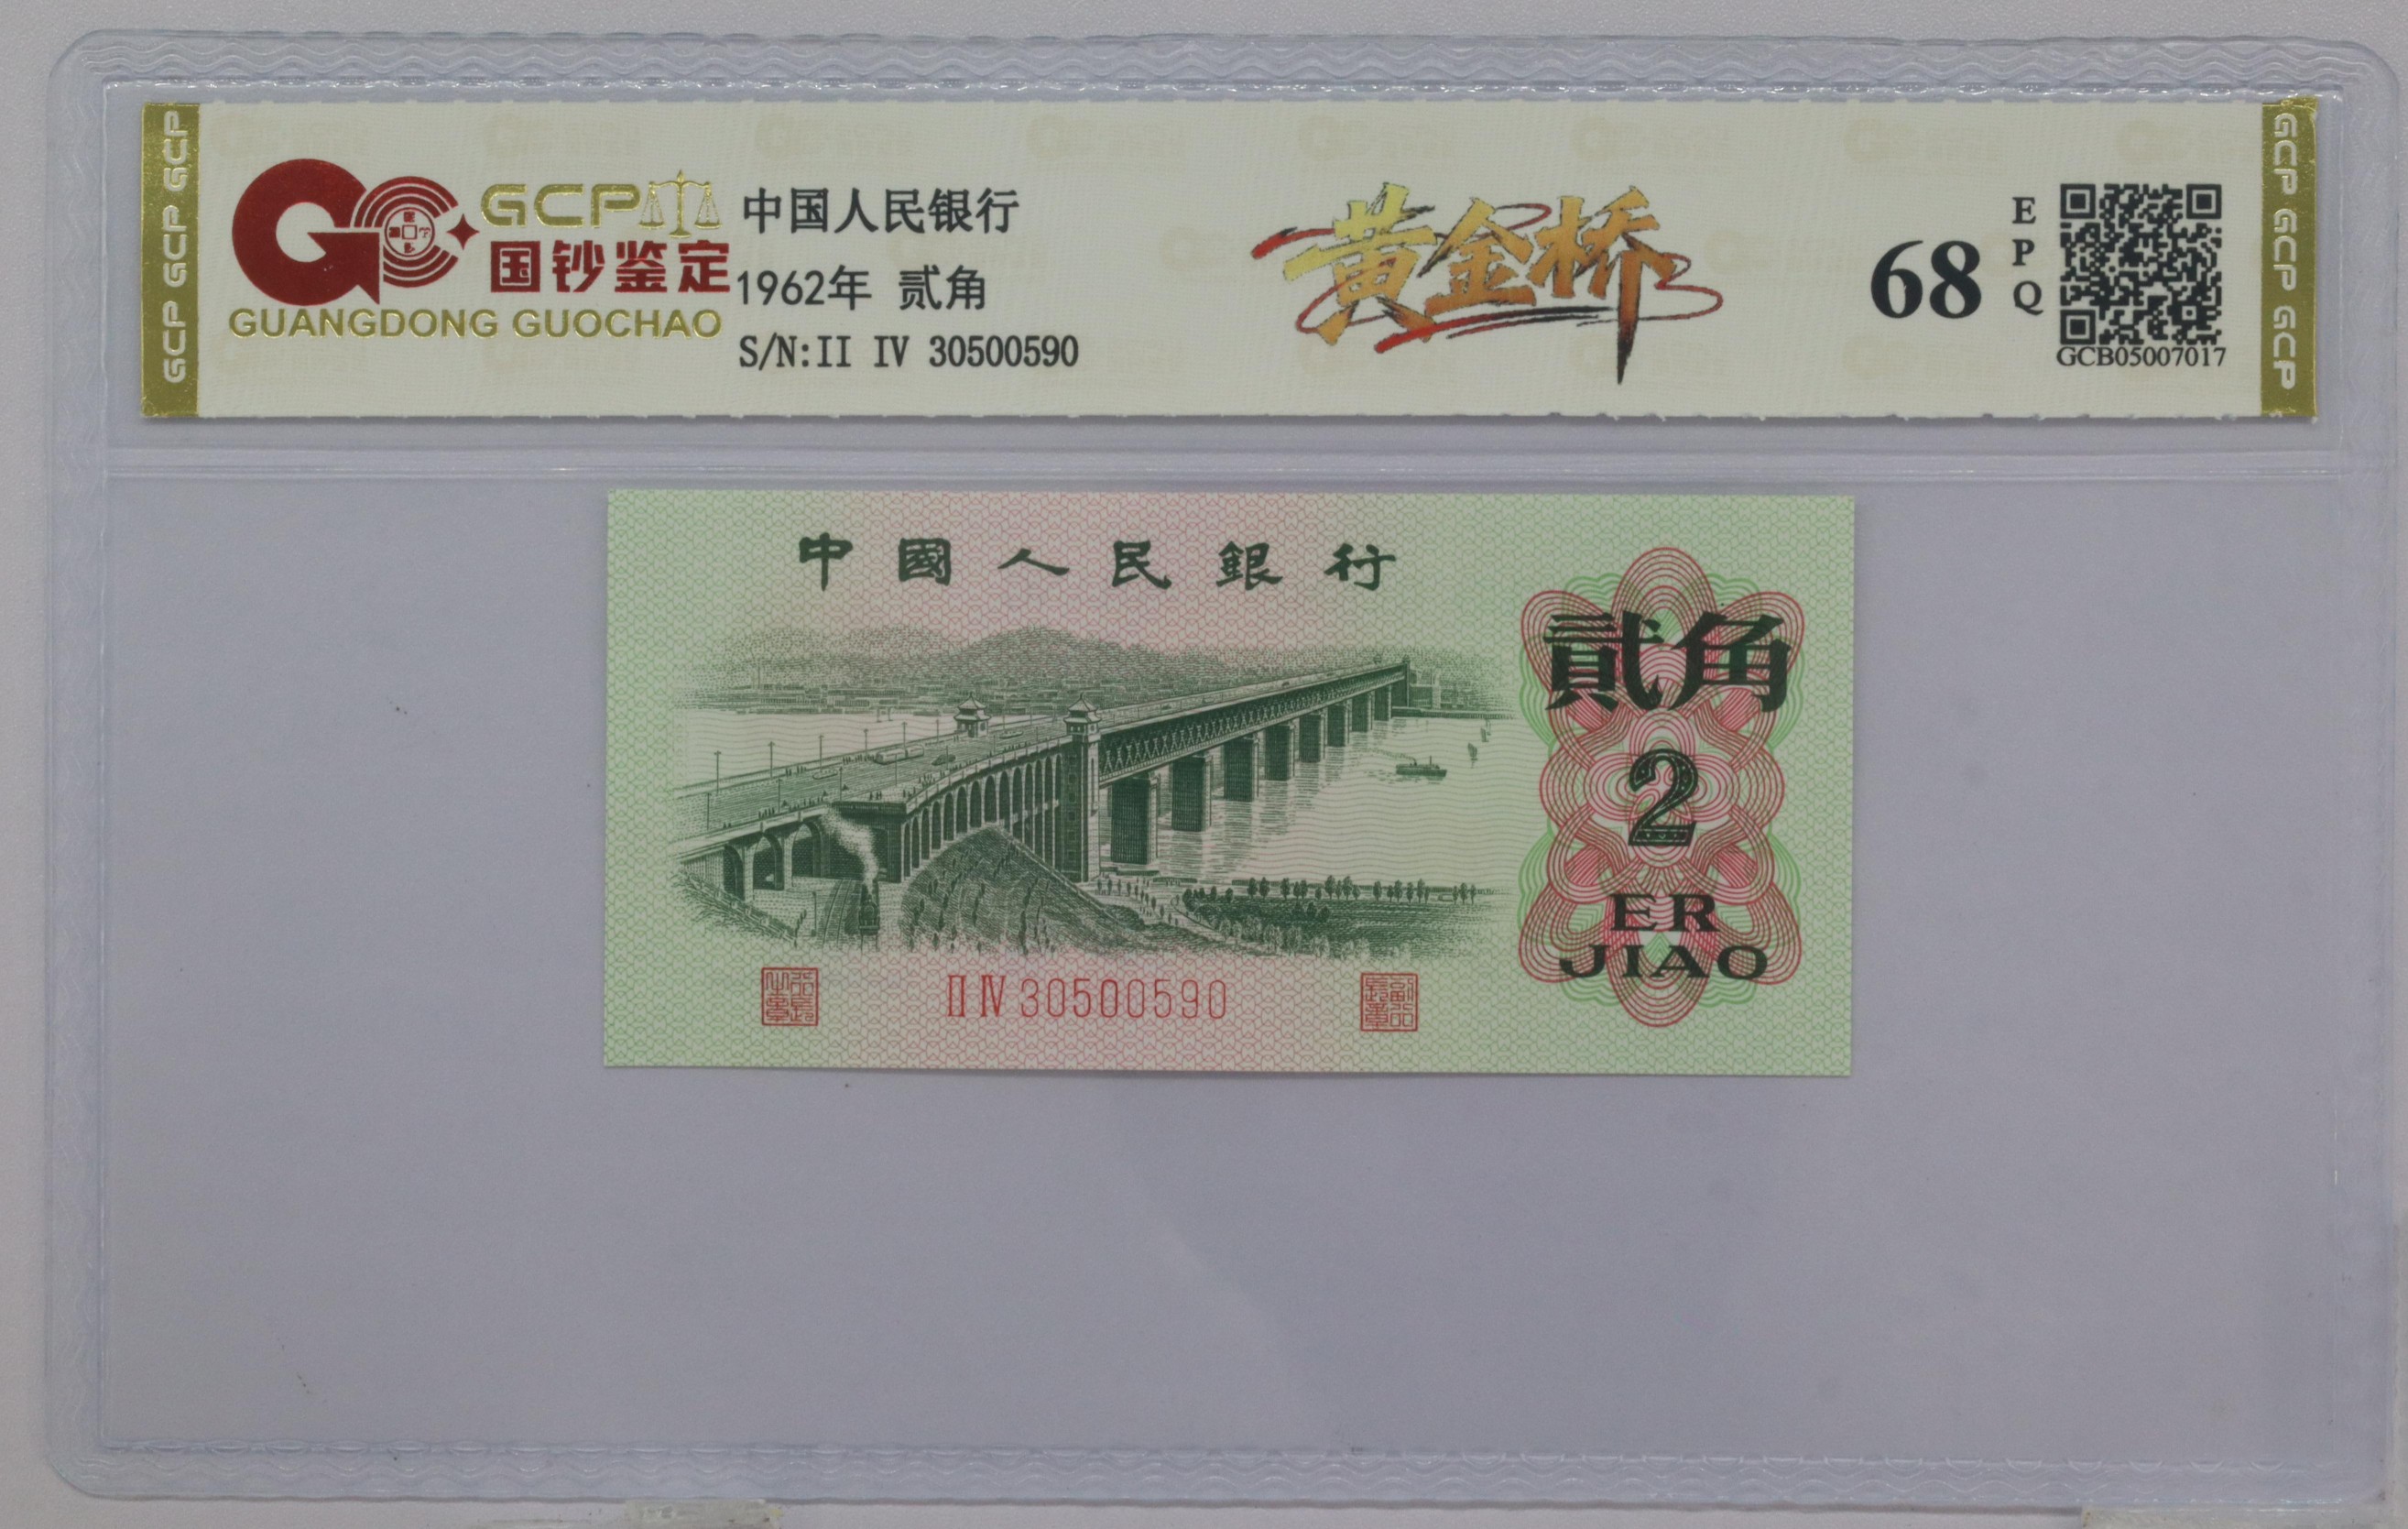 GCP GCP GCP
GCP
国钞鉴定
GUANGDONG GUOCHAO
中国人民银行
1962年 贰角
S/N:II IV 30500590
黄金桥
68
EPQ
GCB05007017
GCP GCP GCP
中國人民銀行
貳角
2
ER
JIAO
II IV 30500590